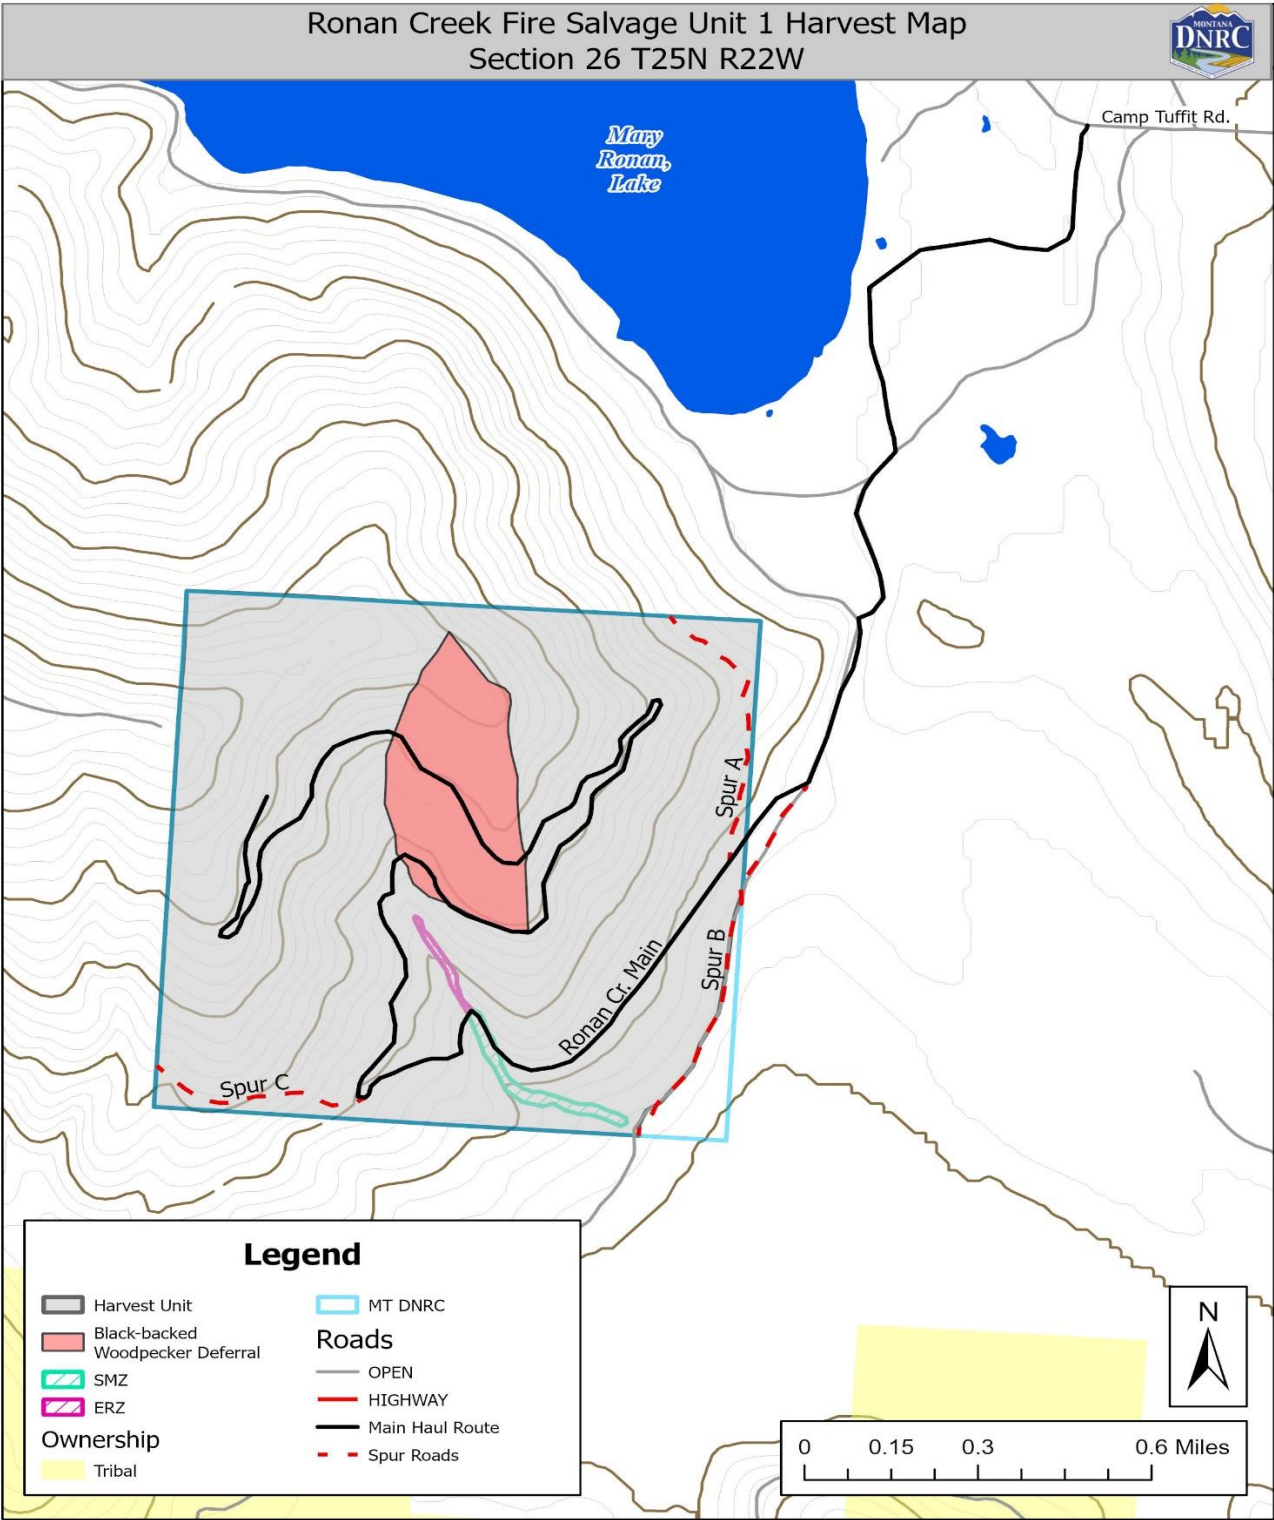 Ronan Creek Fire Salvage Unit 1 Harvest Map
Section 26 T25N R22W
MONTANA
DNRC
Camp Tuffit Rd.
Mary
Ronan,
Lake
Spur A
Spur B
Ronan Cr. Main
Spur C
Legend
Harvest Unit
Black-backed
Woodpecker Deferral
SMZ
ERZ
Ownership
Tribal
MT DNRC
Roads
OPEN
HIGHWAY
Main Haul Route
Spur Roads
N
0 0.15 0.3 0.6 Miles